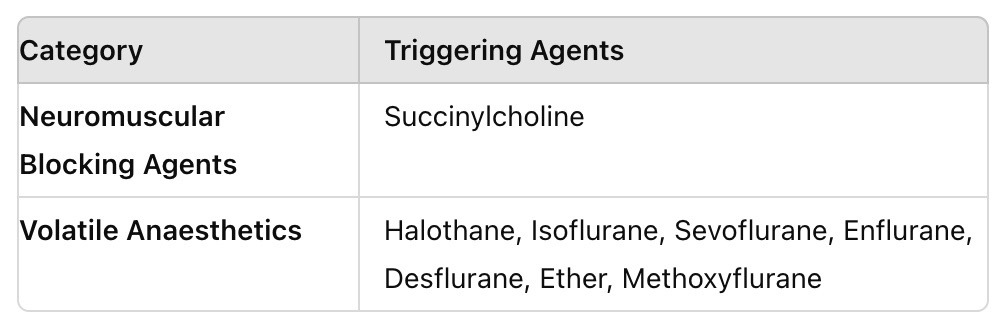 Category Triggering Agents
Neuromuscular Succinylcholine
Blocking Agents
Volatile Anaesthetics Halothane, Isoflurane, Sevoflurane, Enflurane,
Desflurane, Ether, Methoxyflurane